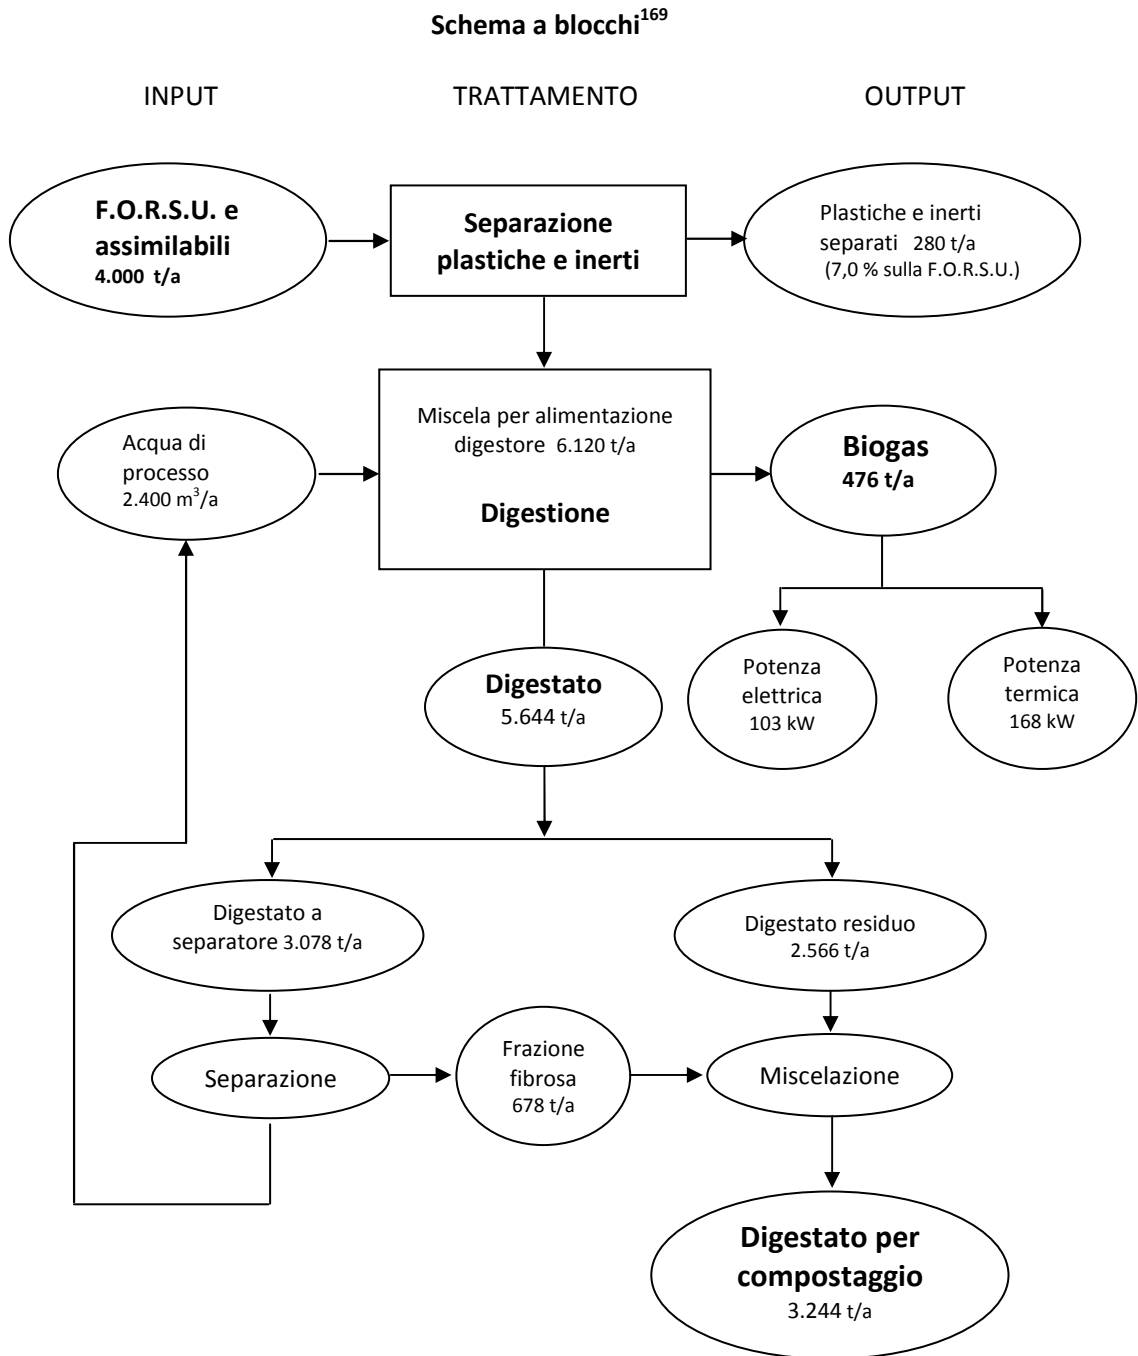 Schema a blocchi169
INPUT
TRATTAMENTO
OUTPUT
F.O.R.S.U. e
assimilabili
4.000 t/a
Separazione
plastiche e inerti
Plastiche e inerti
separati 280 t/a
(7,0 % sulla F.O.R.S.U.)
Acqua di
processo
2.400 m³/a
Miscela per alimentazione
digestore 6.120 t/a
Digestione
Biogas
476 t/a
Potenza
elettrica
103 kW
Potenza
termica
168 kW
Digestato
5.644 t/a
Digestato a
separatore 3.078 t/a
Digestato residuo
2.566 t/a
Separazione
Frazione
fibrosa
678 t/a
Miscelazione
Digestato per
compostaggio
3.244 t/a